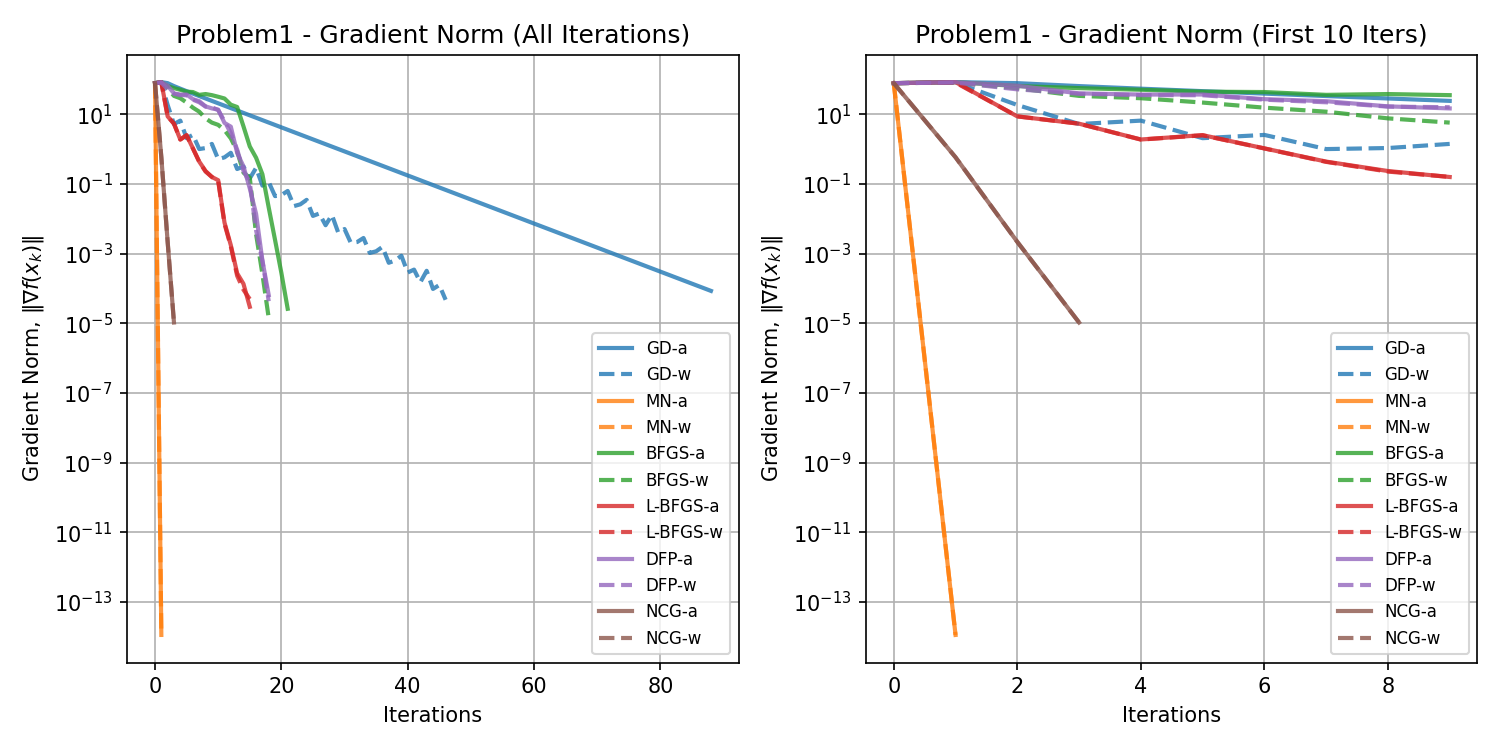 Problem1 - Gradient Norm (All Iterations)
Gradient Norm, ‖∇f(x_k)‖
10^1
10^−1
10^−3
10^−5
10^−7
10^−9
10^−11
10^−13
0 20 40 60 80
Iterations
GD-a
GD-w
MN-a
MN-w
BFGS-a
BFGS-w
L-BFGS-a
L-BFGS-w
DFP-a
DFP-w
NCG-a
NCG-w
Problem1 - Gradient Norm (First 10 Iters)
Gradient Norm, ‖∇f(x_k)‖
10^1
10^−1
10^−3
10^−5
10^−7
10^−9
10^−11
10^−13
0 2 4 6 8
Iterations
GD-a
GD-w
MN-a
MN-w
BFGS-a
BFGS-w
L-BFGS-a
L-BFGS-w
DFP-a
DFP-w
NCG-a
NCG-w